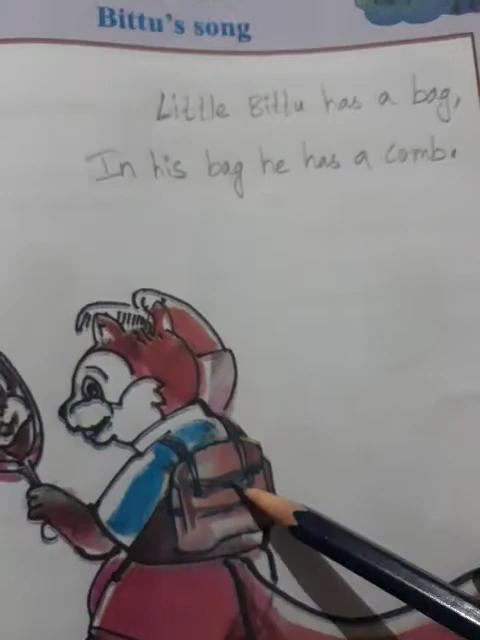 Bittu's song
Little Bittu has a bag,
In his bag he has a comb.